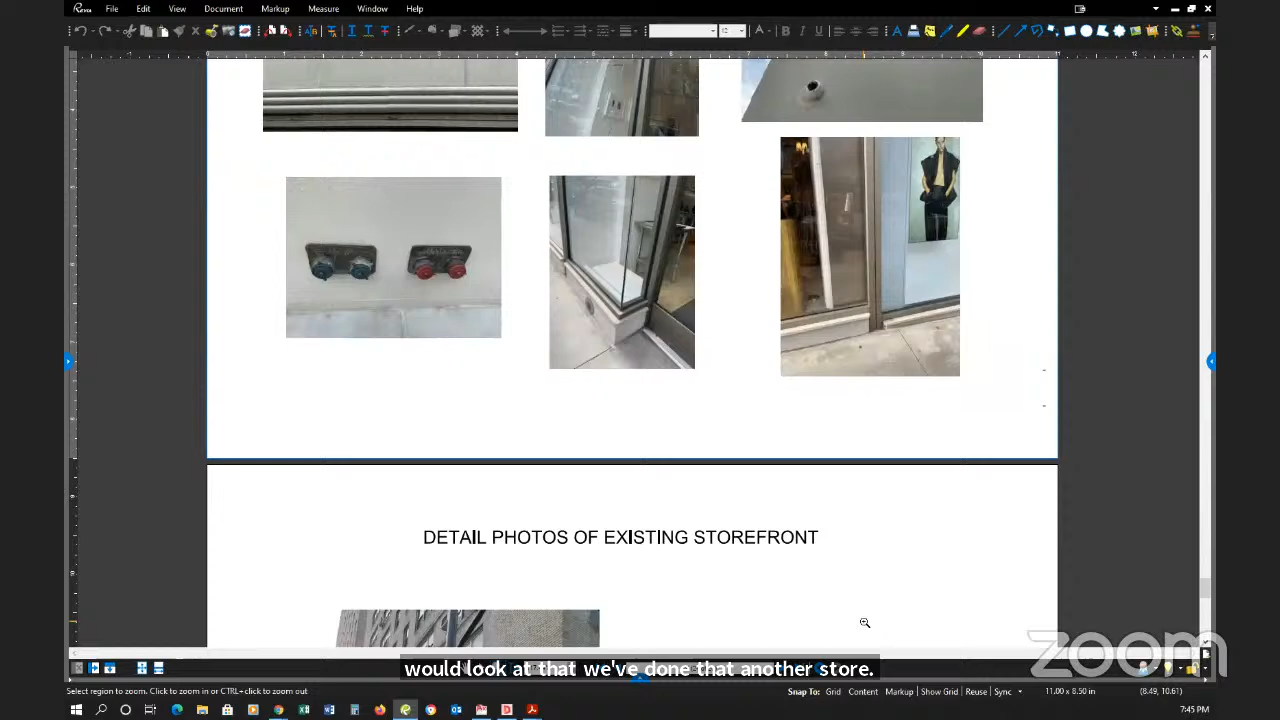 Revu File Edit View Document Markup Measure Window Help
12
DETAIL PHOTOS OF EXISTING STOREFRONT
zoom
would look at that we've done that another store.
Select region to zoom. Click to zoom in or CTRL+click to zoom out
Snap To: Grid Content Markup Show Grid Reuse Sync
11.00 x 8.50 in
(8.49, 10.61)
7:45 PM